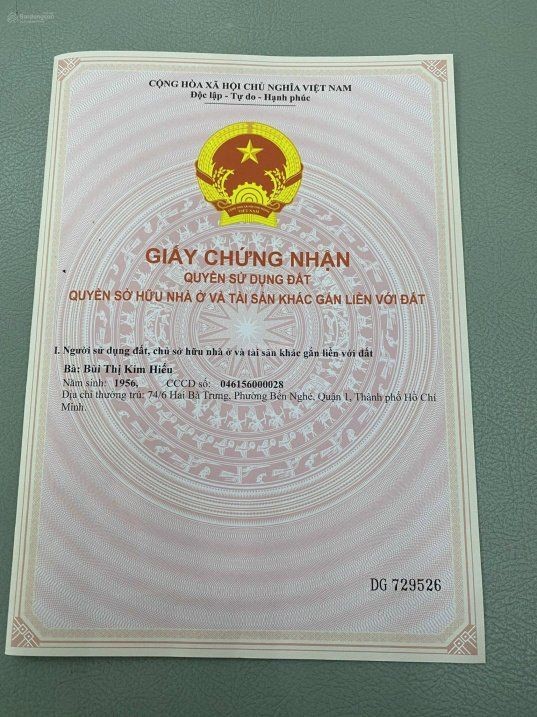 Batdongsan
CỘNG HÒA XÃ HỘI CHỦ NGHĨA VIỆT NAM
Độc lập - Tự do - Hạnh phúc
VIỆT NAM
GIẤY CHỨNG NHẬN
QUYỀN SỬ DỤNG ĐẤT
QUYỀN SỞ HỮU NHÀ Ở VÀ TÀI SẢN KHÁC GẮN LIỀN VỚI ĐẤT
I. Người sử dụng đất, chủ sở hữu nhà ở và tài sản khác gắn liền với đất
Bà: Bùi Thị Kim Hiếu
Năm sinh: 1956, CCCD số: 046156000028
Địa chỉ thường trú: 74/6 Hai Bà Trưng, Phường Bến Nghé, Quận 1, Thành phố Hồ Chí
Minh.
DG 729526